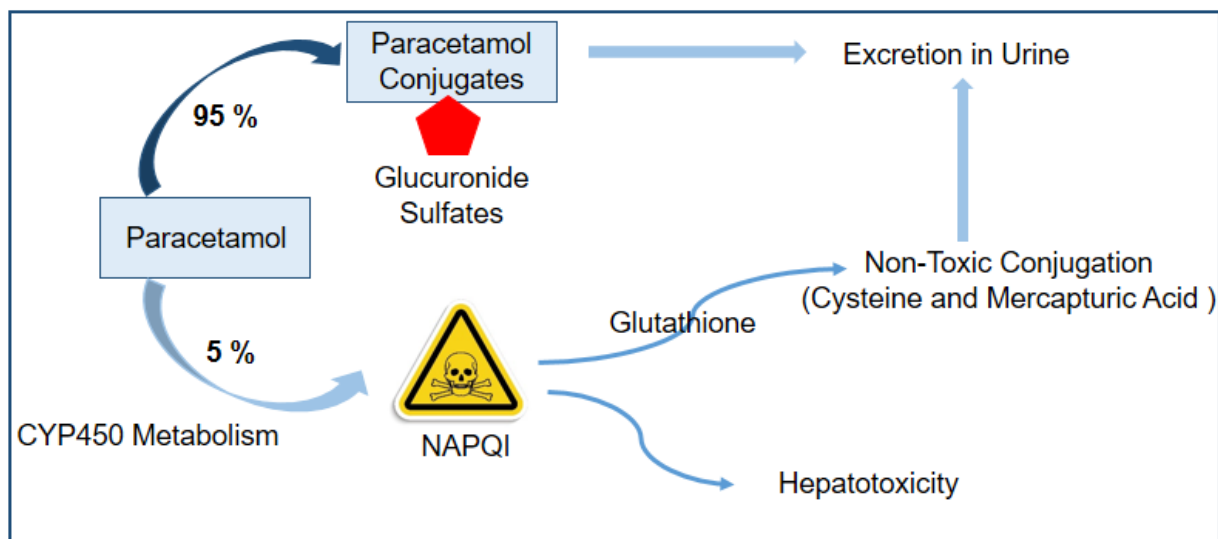 Paracetamol
Conjugates
Excretion in Urine
95 %
Glucuronide
Sulfates
Paracetamol
Non-Toxic Conjugation
(Cysteine and Mercapturic Acid )
Glutathione
5 %
CYP450 Metabolism
NAPQI
Hepatotoxicity